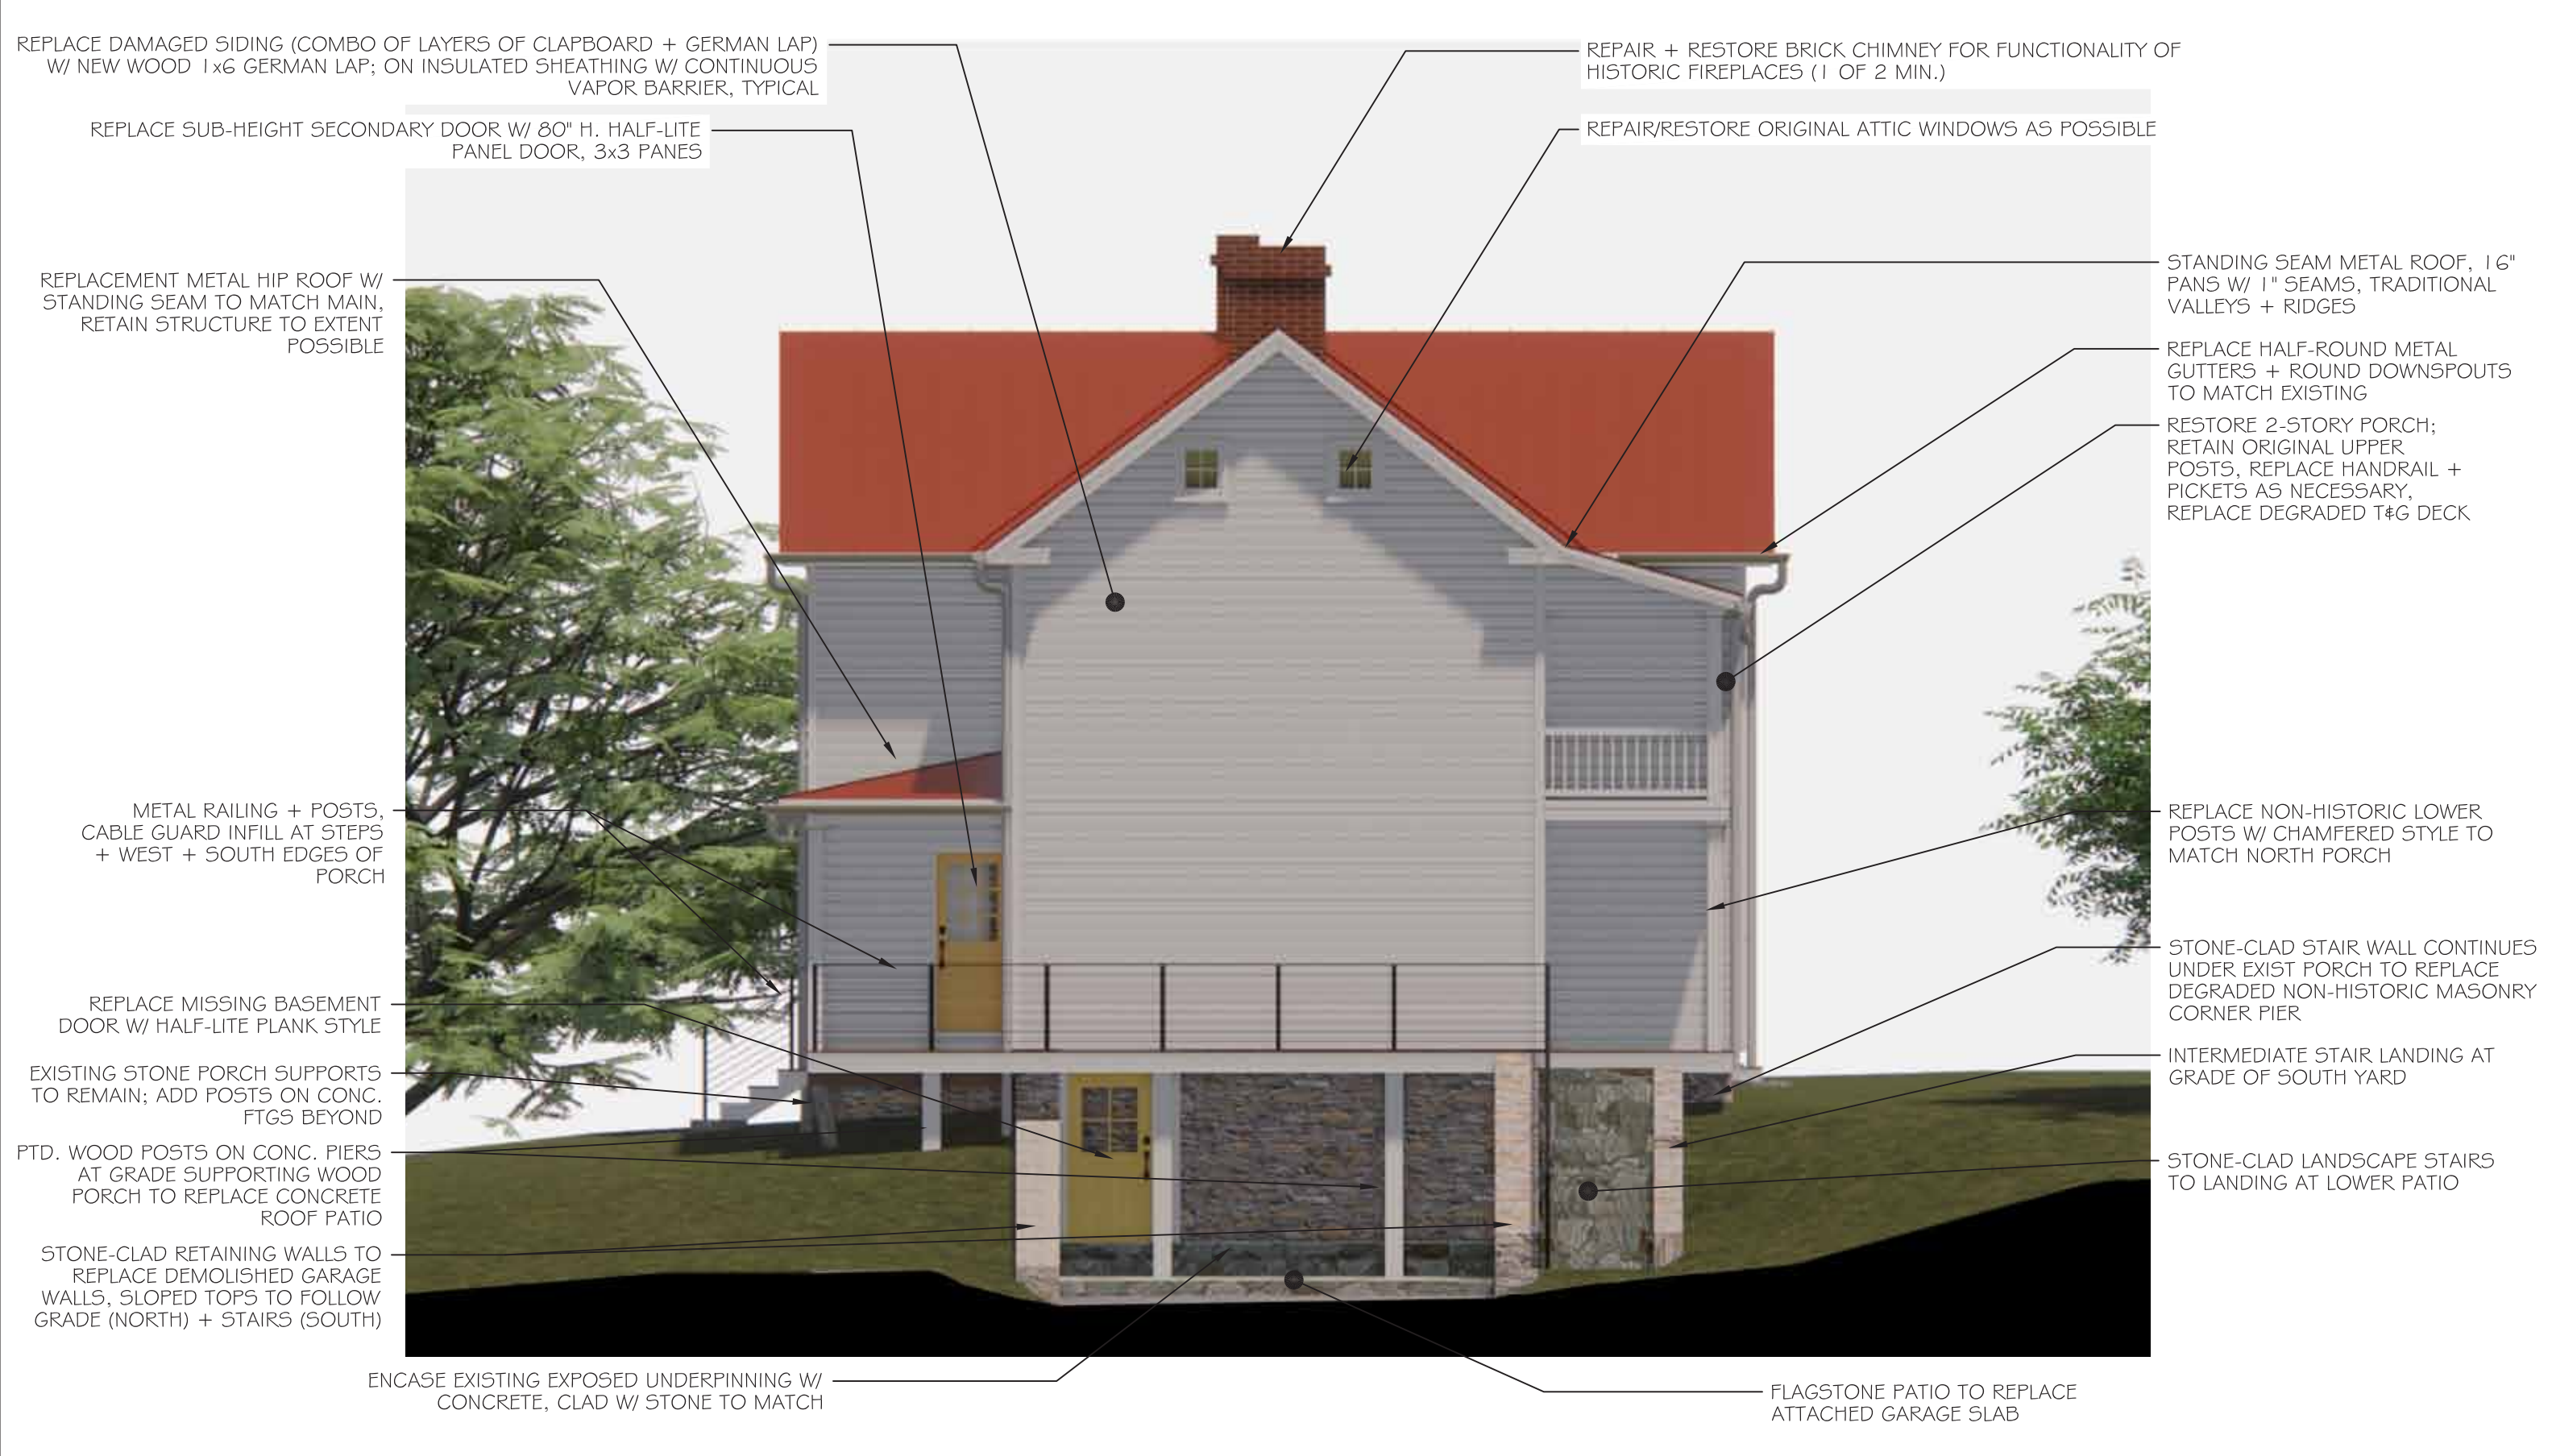 REPLACE DAMAGED SIDING (COMBO OF LAYERS OF CLAPBOARD + GERMAN LAP)
W/ NEW WOOD 1x6 GERMAN LAP; ON INSULATED SHEATHING W/ CONTINUOUS
VAPOR BARRIER, TYPICAL
REPLACE SUB-HEIGHT SECONDARY DOOR W/ 80" H. HALF-LITE
PANEL DOOR, 3x3 PANES
REPLACEMENT METAL HIP ROOF W/
STANDING SEAM TO MATCH MAIN,
RETAIN STRUCTURE TO EXTENT
POSSIBLE
METAL RAILING + POSTS,
CABLE GUARD INFILL AT STEPS
+ WEST + SOUTH EDGES OF
PORCH
REPLACE MISSING BASEMENT
DOOR W/ HALF-LITE PLANK STYLE
EXISTING STONE PORCH SUPPORTS
TO REMAIN; ADD POSTS ON CONC.
FTGS BEYOND
PTD. WOOD POSTS ON CONC. PIERS
AT GRADE SUPPORTING WOOD
PORCH TO REPLACE CONCRETE
ROOF PATIO
STONE-CLAD RETAINING WALLS TO
REPLACE DEMOLISHED GARAGE
WALLS, SLOPED TOPS TO FOLLOW
GRADE (NORTH) + STAIRS (SOUTH)
ENCASE EXISTING EXPOSED UNDERPINNING W/
CONCRETE, CLAD W/ STONE TO MATCH
REPAIR + RESTORE BRICK CHIMNEY FOR FUNCTIONALITY OF
HISTORIC FIREPLACES (1 OF 2 MIN.)
REPAIR/RESTORE ORIGINAL ATTIC WINDOWS AS POSSIBLE
STANDING SEAM METAL ROOF, 16"
PANS W/ 1" SEAMS, TRADITIONAL
VALLEYS + RIDGES
REPLACE HALF-ROUND METAL
GUTTERS + ROUND DOWNSPOUTS
TO MATCH EXISTING
RESTORE 2-STORY PORCH;
RETAIN ORIGINAL UPPER
POSTS, REPLACE HANDRAIL +
PICKETS AS NECESSARY,
REPLACE DEGRADED T&G DECK
REPLACE NON-HISTORIC LOWER
POSTS W/ CHAMFERED STYLE TO
MATCH NORTH PORCH
STONE-CLAD STAIR WALL CONTINUES
UNDER EXIST PORCH TO REPLACE
DEGRADED NON-HISTORIC MASONRY
CORNER PIER
INTERMEDIATE STAIR LANDING AT
GRADE OF SOUTH YARD
STONE-CLAD LANDSCAPE STAIRS
TO LANDING AT LOWER PATIO
FLAGSTONE PATIO TO REPLACE
ATTACHED GARAGE SLAB